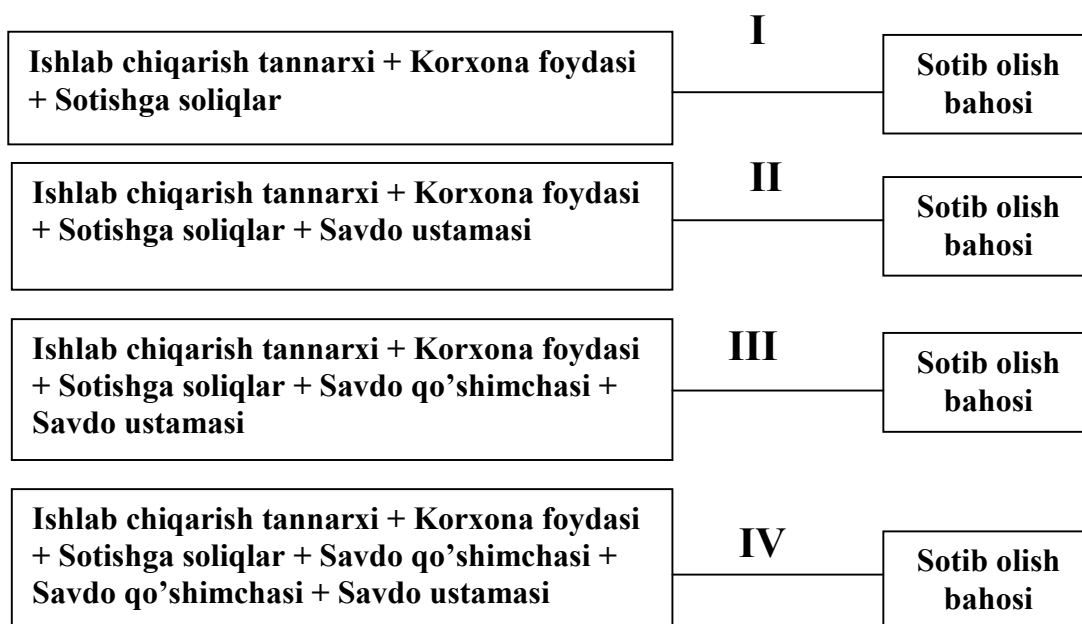 I
Ishlab chiqarish tannarxi + Korxona foydasi
+ Sotishga soliqlar
Sotib olish
bahosi
II
Ishlab chiqarish tannarxi + Korxona foydasi
+ Sotishga soliqlar + Savdo ustamasi
Sotib olish
bahosi
III
Ishlab chiqarish tannarxi + Korxona foydasi
+ Sotishga soliqlar + Savdo qo’shimchasi +
Savdo ustamasi
Sotib olish
bahosi
IV
Ishlab chiqarish tannarxi + Korxona foydasi
+ Sotishga soliqlar + Savdo qo’shimchasi +
Savdo qo’shimchasi + Savdo ustamasi
Sotib olish
bahosi